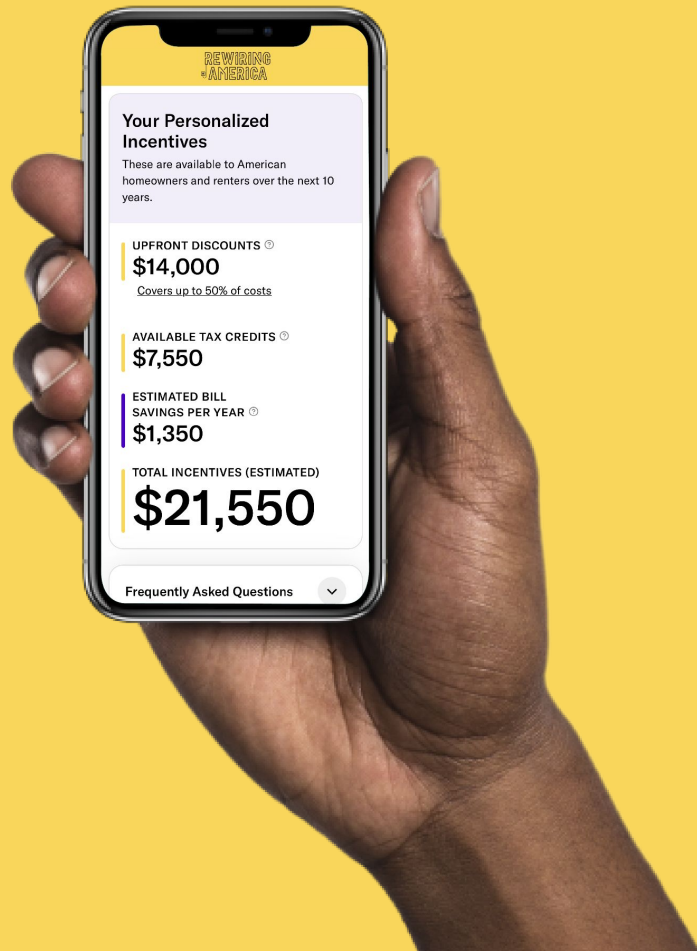 REWIRING
AMERICA
Your Personalized
Incentives
These are available to American
homeowners and renters over the next 10
years.
UPFRONT DISCOUNTS
$14,000
Covers up to 50% of costs
AVAILABLE TAX CREDITS
$7,550
ESTIMATED BILL
SAVINGS PER YEAR
$1,350
TOTAL INCENTIVES (ESTIMATED)
$21,550
Frequently Asked Questions